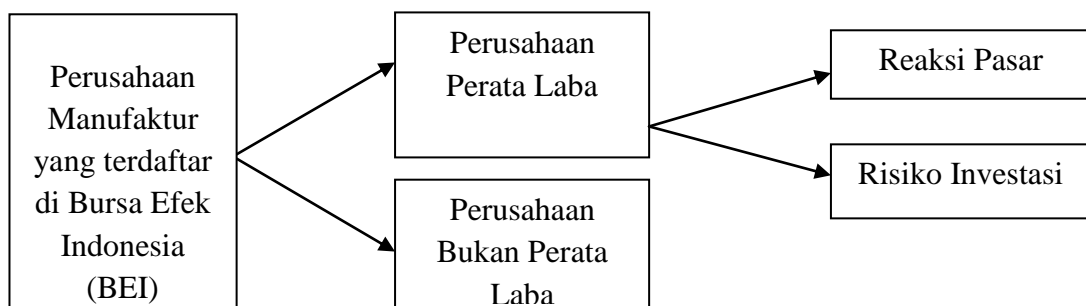 Perusahaan
Manufaktur
yang terdaftar
di Bursa Efek
Indonesia
(BEI)
Perusahaan
Perata Laba
Perusahaan
Bukan Perata
Laba
Reaksi Pasar
Risiko Investasi